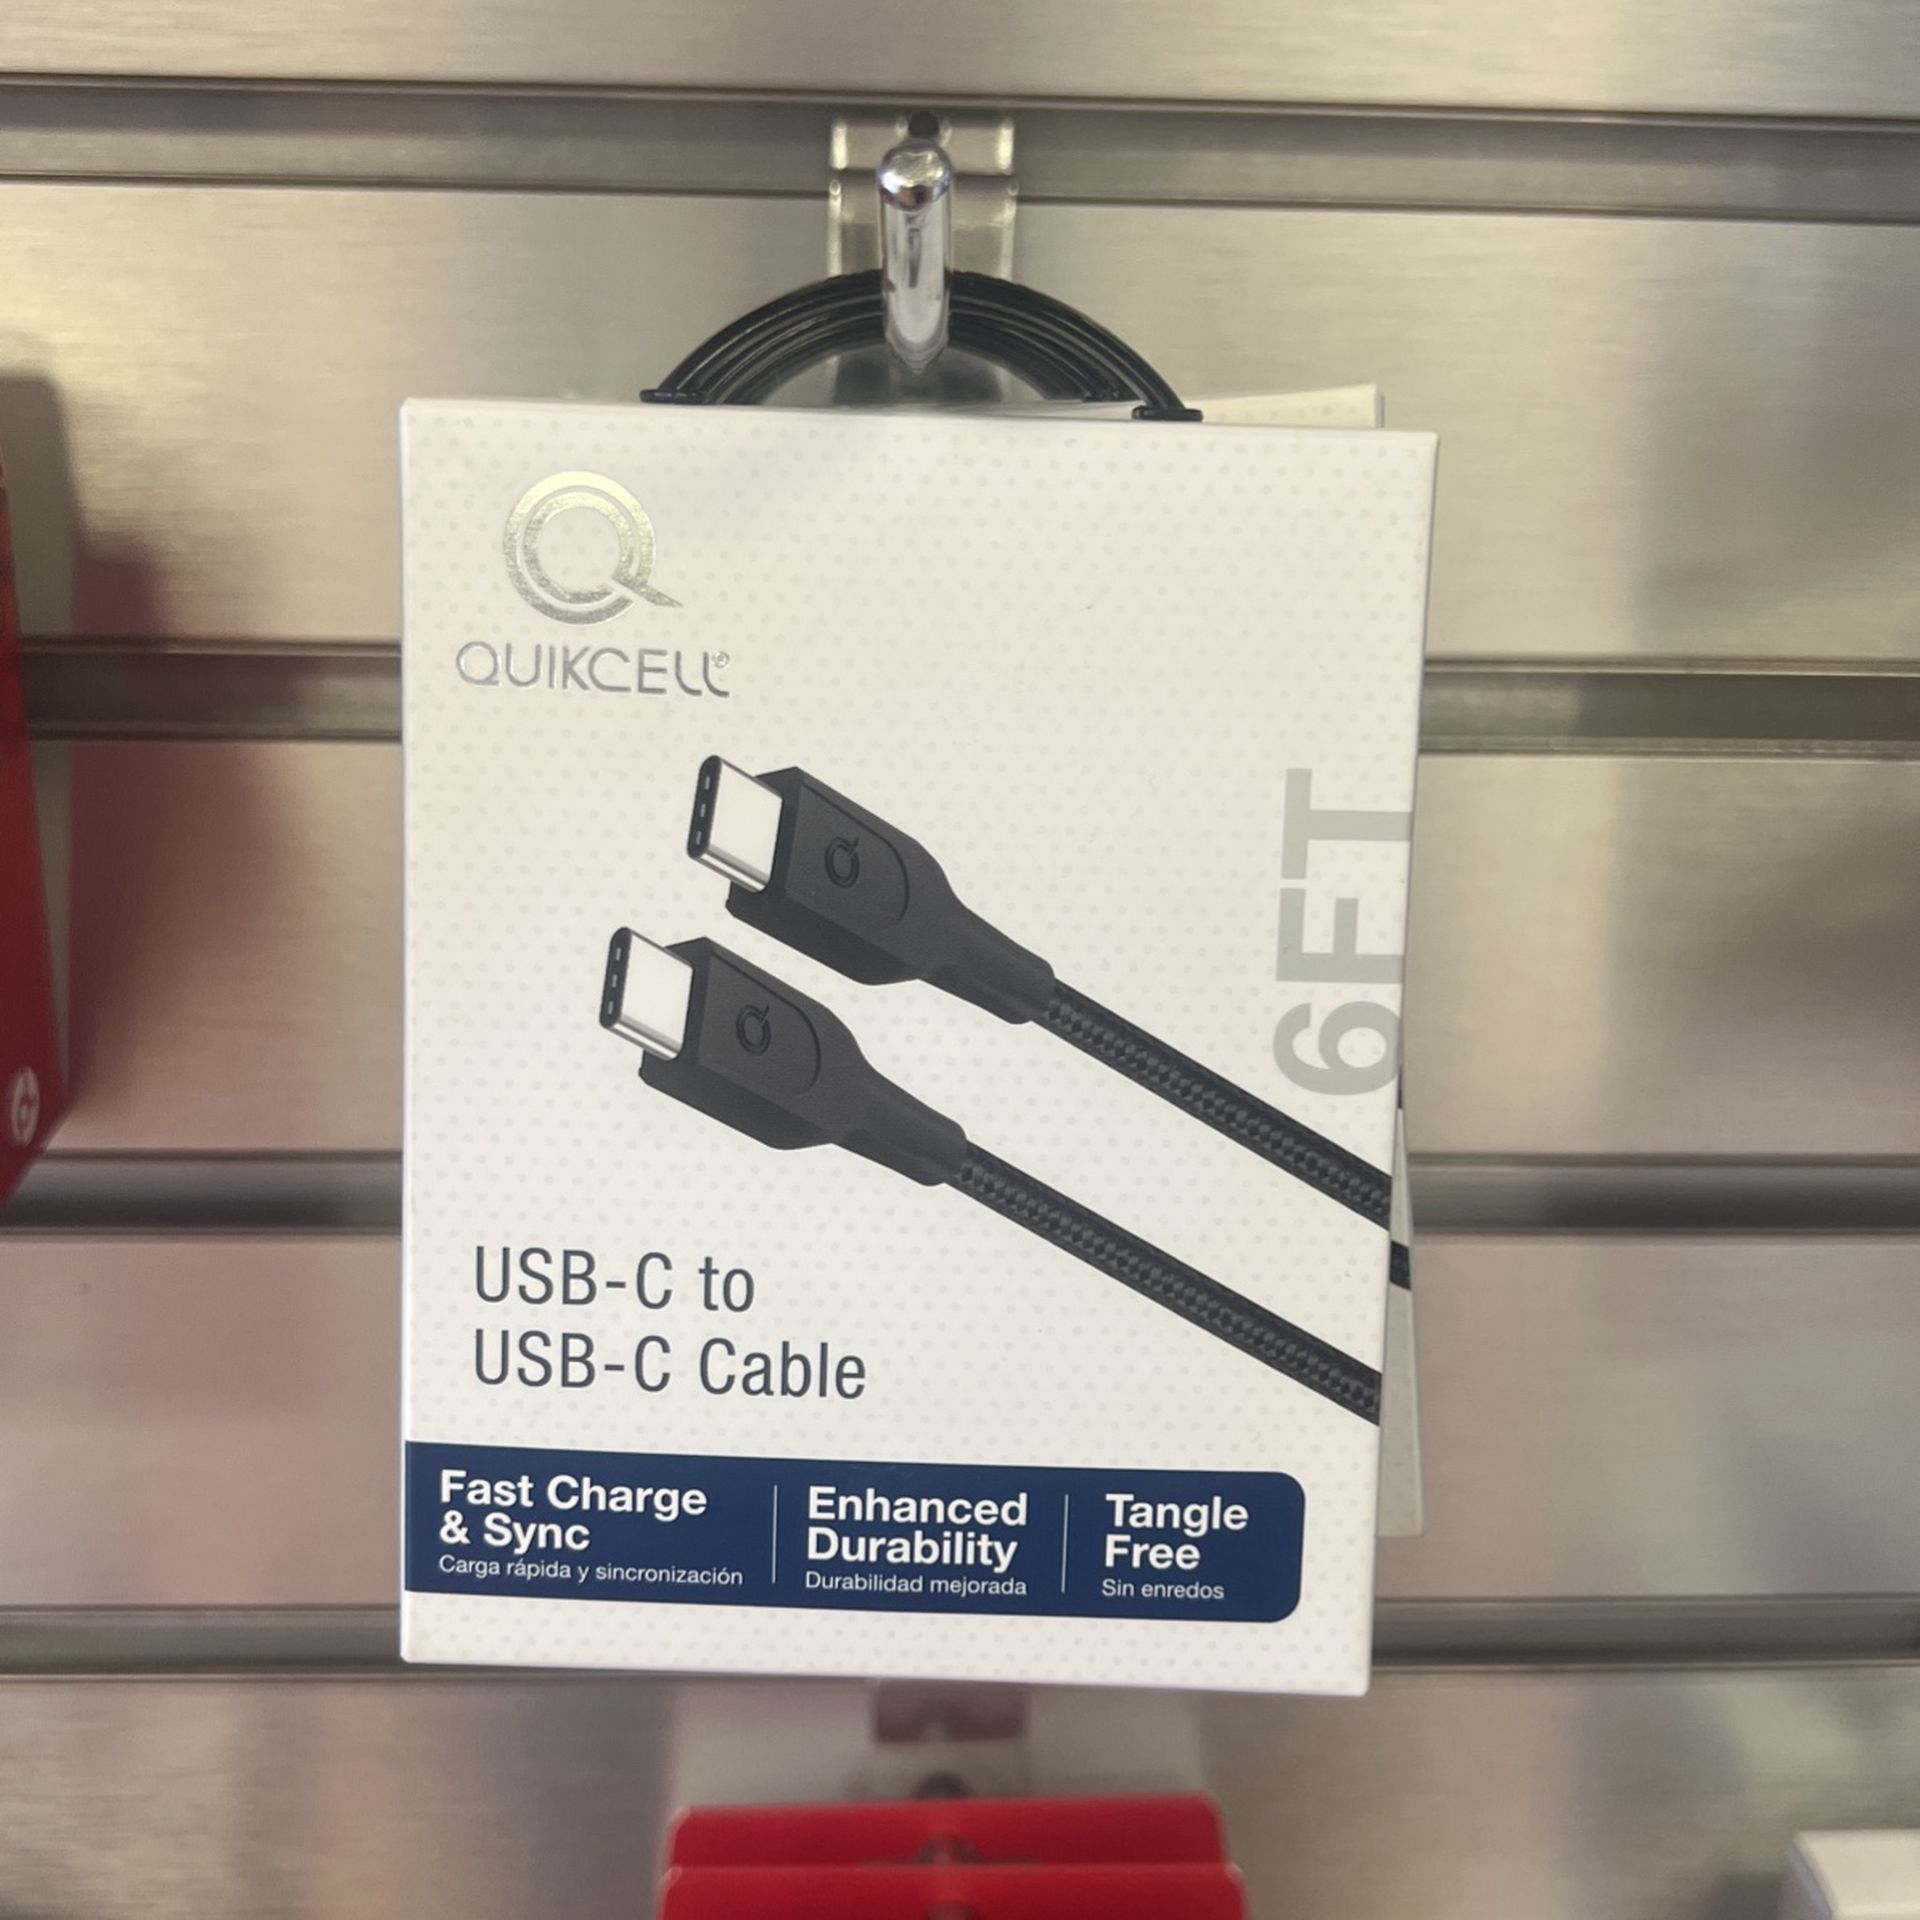 QUIKCELL®
6FT
USB-C to
USB-C Cable
Fast Charge
& Sync
Carga rápida y sincronización
Enhanced
Durability
Durabilidad mejorada
Tangle
Free
Sin enredos